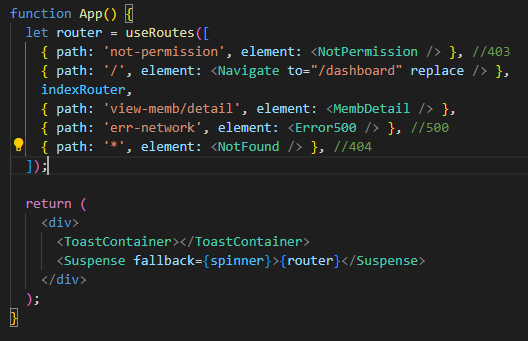 function App() {
  let router = useRoutes([
    { path: 'not-permission', element: <NotPermission /> }, //403
    { path: '/', element: <Navigate to="/dashboard" replace /> },
    indexRouter,
    { path: 'view-memb/detail', element: <MembDetail /> },
    { path: 'err-network', element: <Error500 /> }, //500
    { path: '*', element: <NotFound /> }, //404
  ]);

  return (
    <div>
      <ToastContainer></ToastContainer>
      <Suspense fallback={spinner}>{router}</Suspense>
    </div>
  );
}